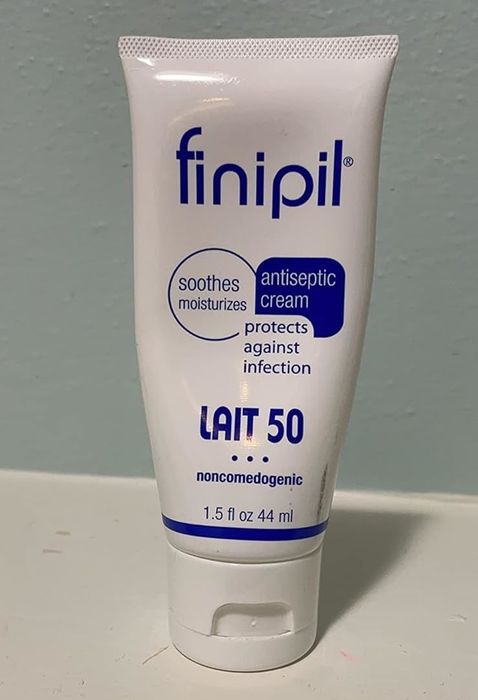 finipil®
soothes
moisturizes
antiseptic
cream
protects
against
infection
LAIT 50
noncomedogenic
1.5 fl oz 44 ml